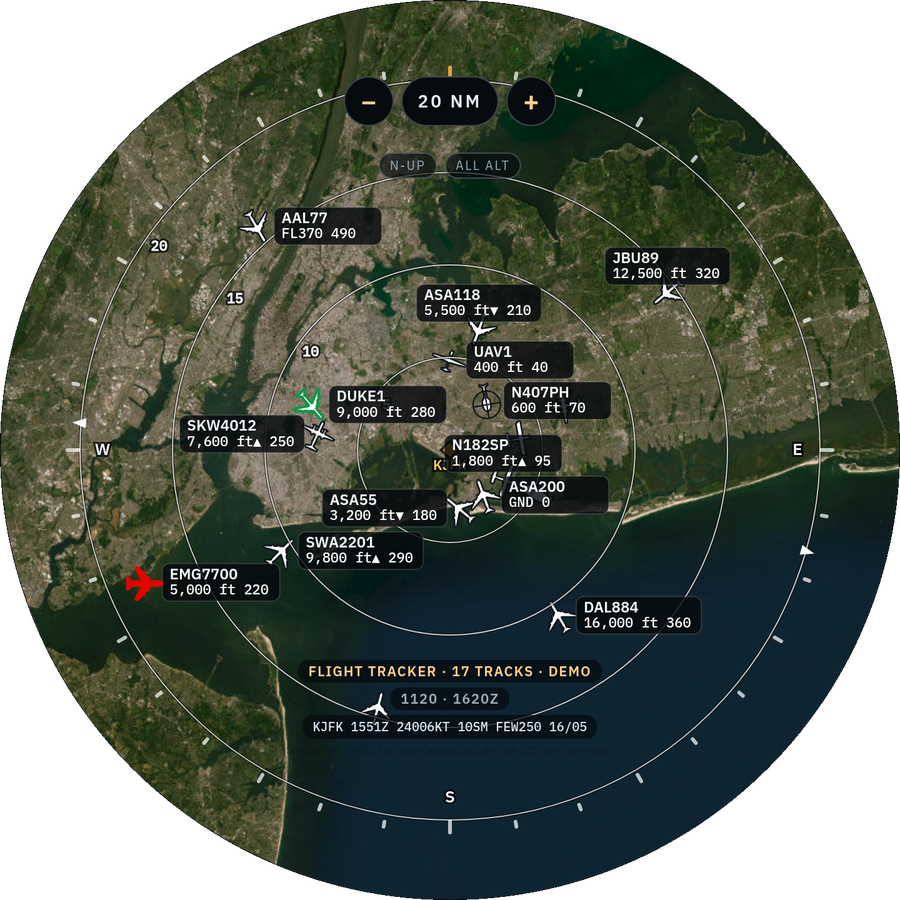 −
20 NM
+
N-UP
ALL ALT
AAL77
FL370 490
20
JBU89
12,500 ft 320
15
ASA118
5,500 ft▼ 210
10
UAV1
400 ft 40
DUKE1
9,000 ft 280
N407PH
600 ft 70
SKW4012
7,600 ft▲ 250
W
N182SP
1,800 ft▲ 95
E
ASA200
GND 0
ASA55
3,200 ft▼ 180
SWA2201
9,800 ft▲ 290
EMG7700
5,000 ft 220
DAL884
16,000 ft 360
FLIGHT TRACKER · 17 TRACKS · DEMO
1120 · 1620Z
KJFK 1551Z 24006KT 10SM FEW250 16/05
S